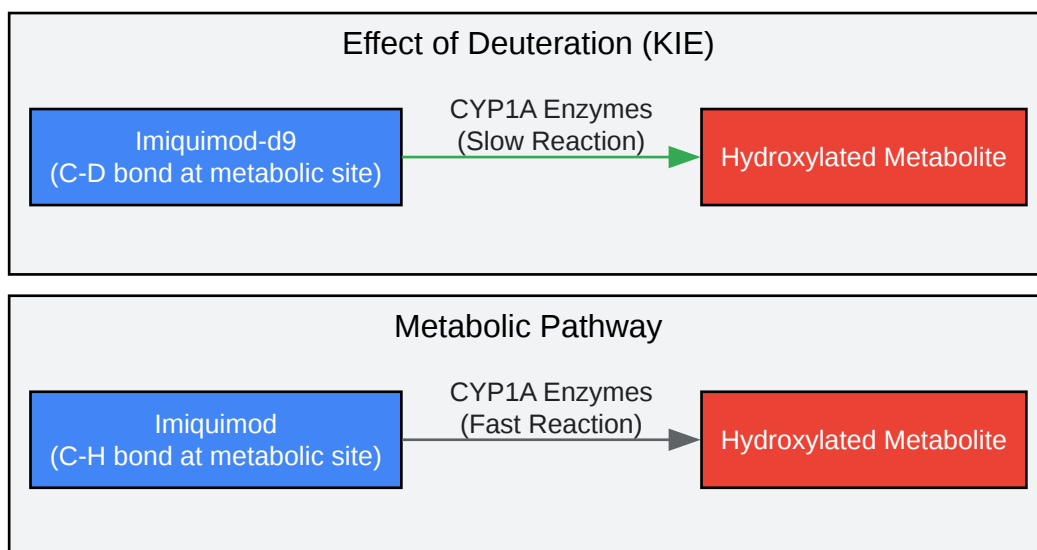 Effect of Deuteration (KIE)
Imiquimod-d9
(C-D bond at metabolic site)
CYP1A Enzymes
(Slow Reaction)
Hydroxylated Metabolite
Metabolic Pathway
Imiquimod
(C-H bond at metabolic site)
CYP1A Enzymes
(Fast Reaction)
Hydroxylated Metabolite